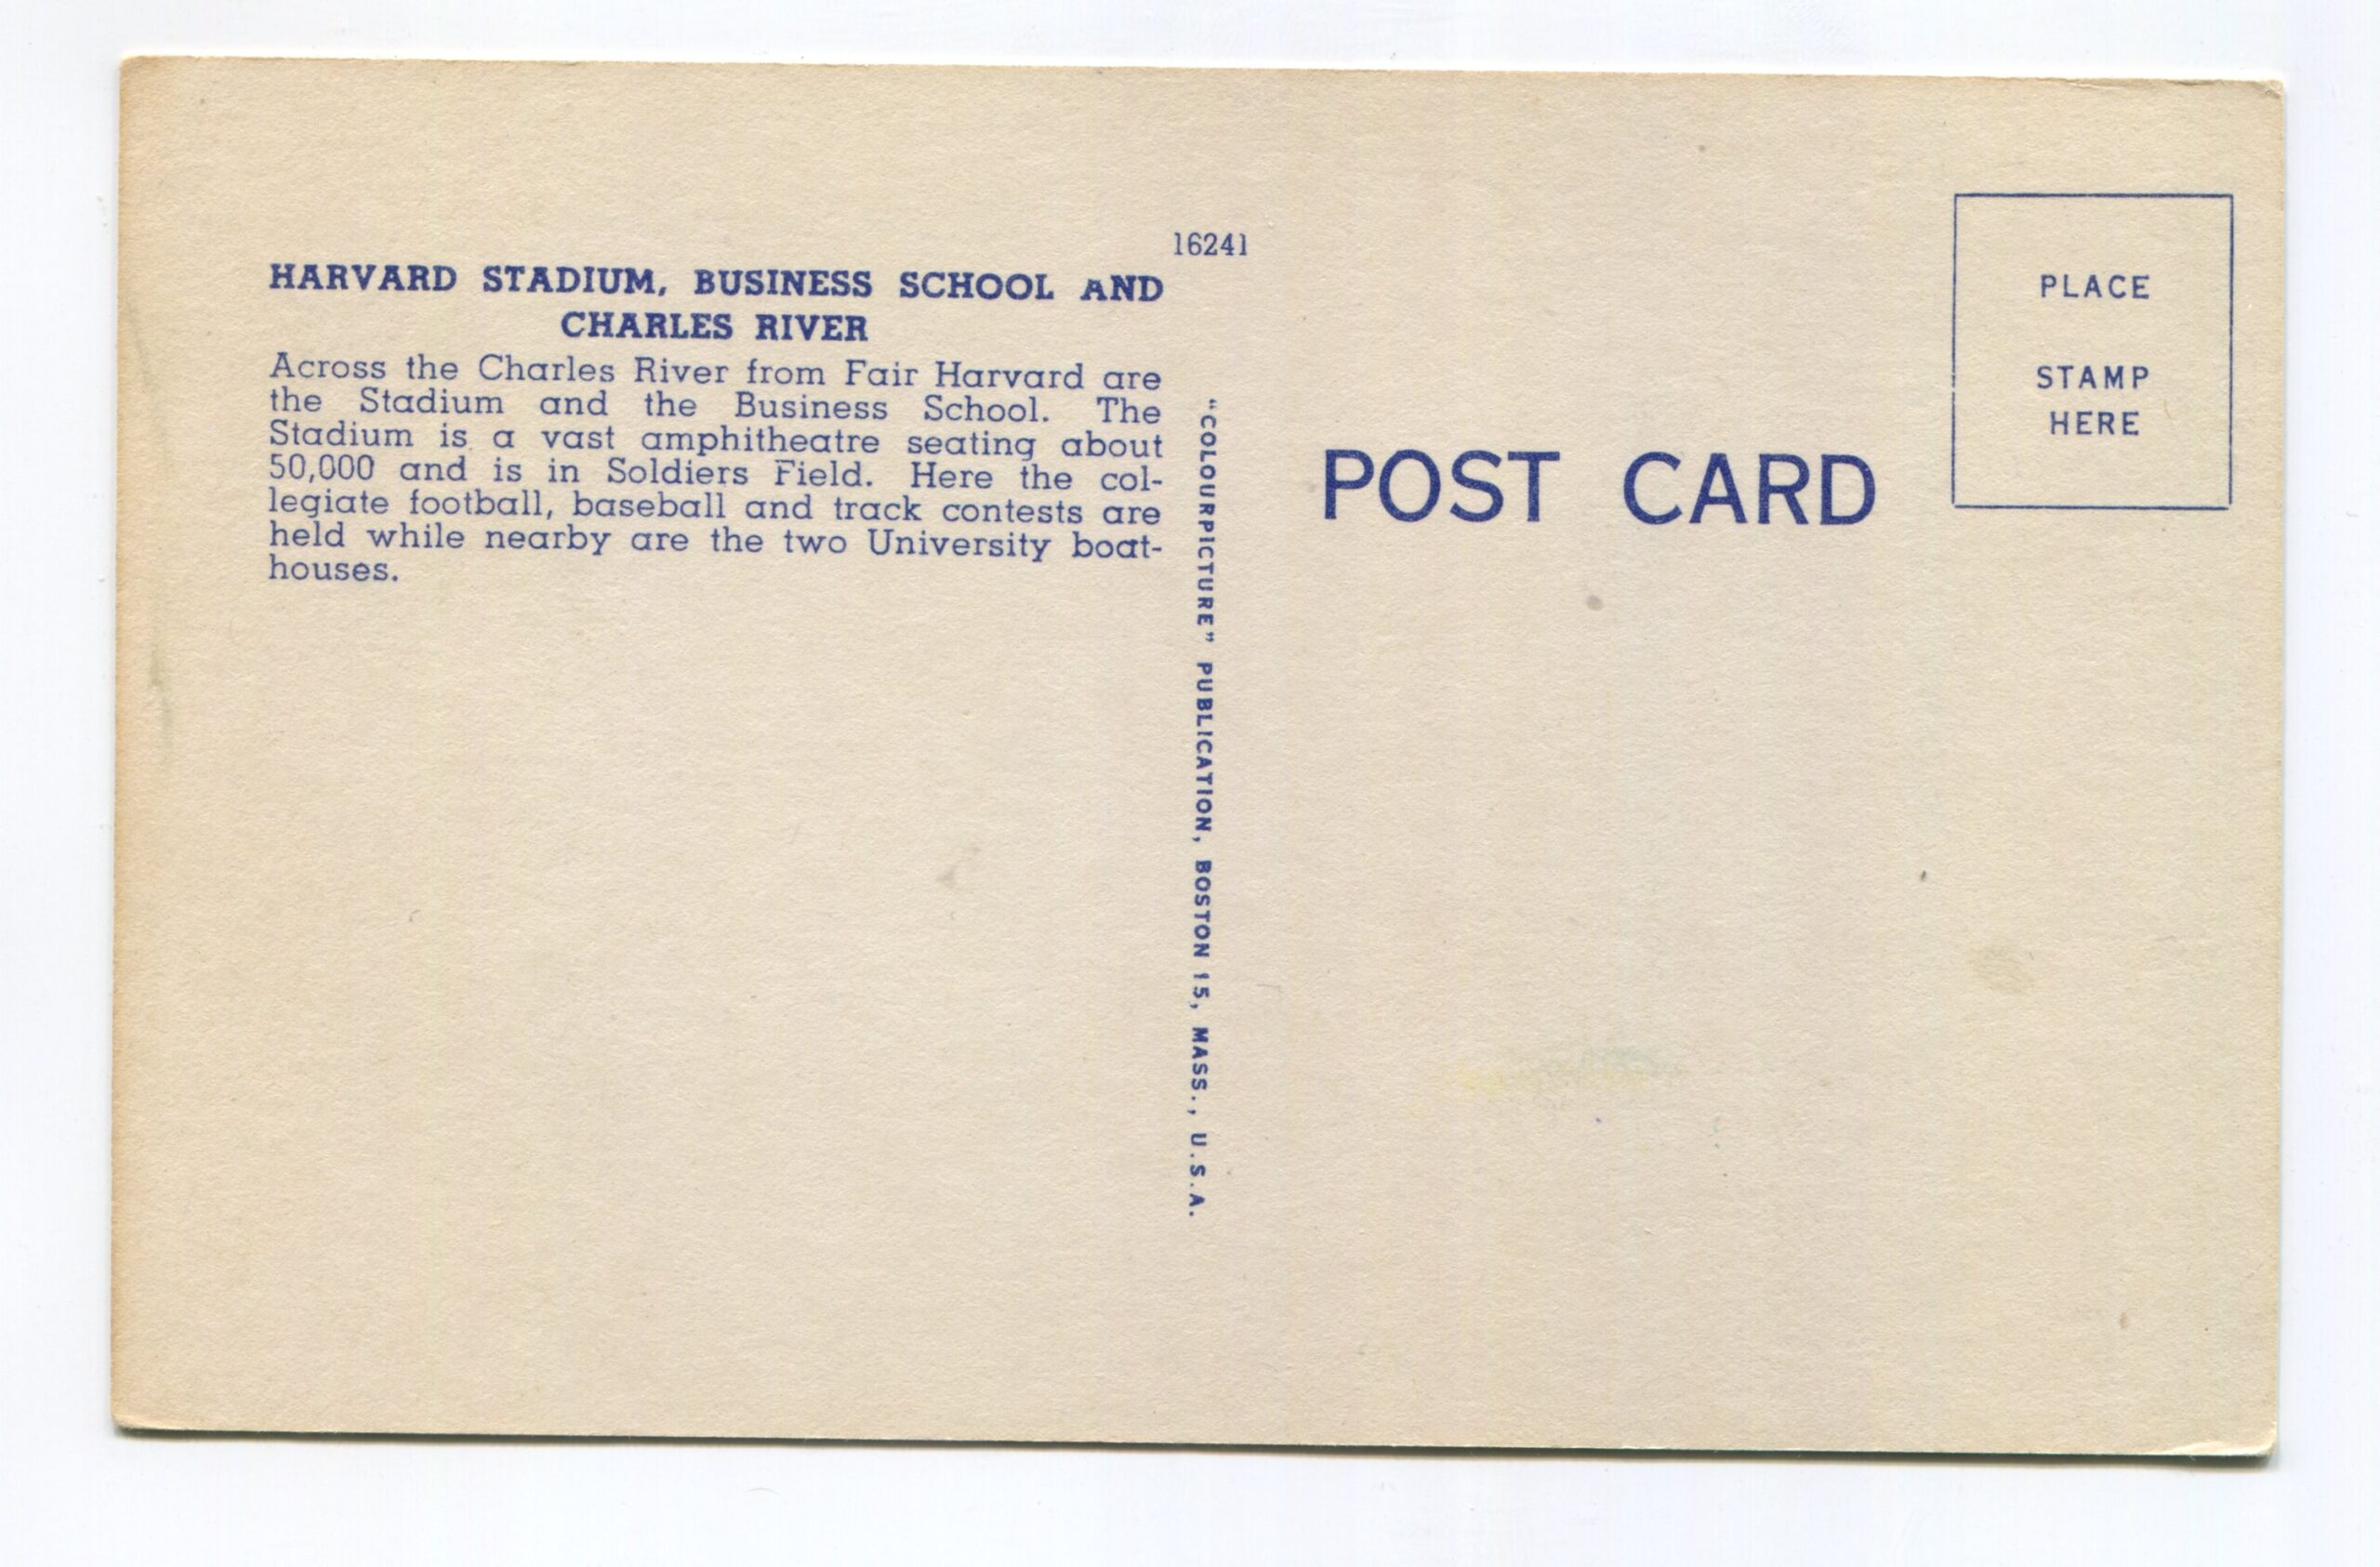 16241
HARVARD STADIUM, BUSINESS SCHOOL AND
CHARLES RIVER
Across the Charles River from Fair Harvard are
the Stadium and the Business School. The
Stadium is a vast amphitheatre seating about
50,000 and is in Soldiers Field. Here the col-
legiate football, baseball and track contests are
held while nearby are the two University boat-
houses.
"COLOURPICTURE" PUBLICATION, BOSTON 15, MASS., U.S.A.
POST CARD
PLACE
STAMP
HERE